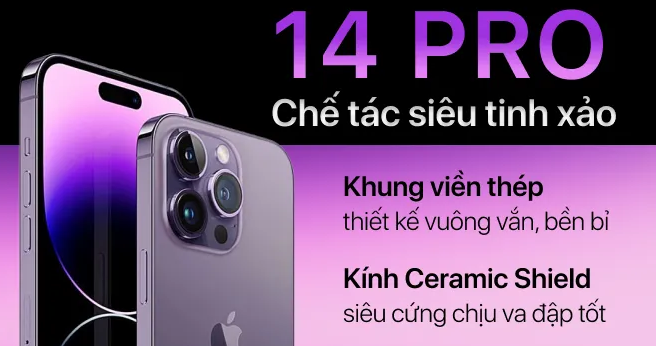 14 PRO
Chế tác siêu tinh xảo
Khung viền thép
thiết kế vuông vắn, bền bỉ
Kính Ceramic Shield
siêu cứng chịu va đập tốt